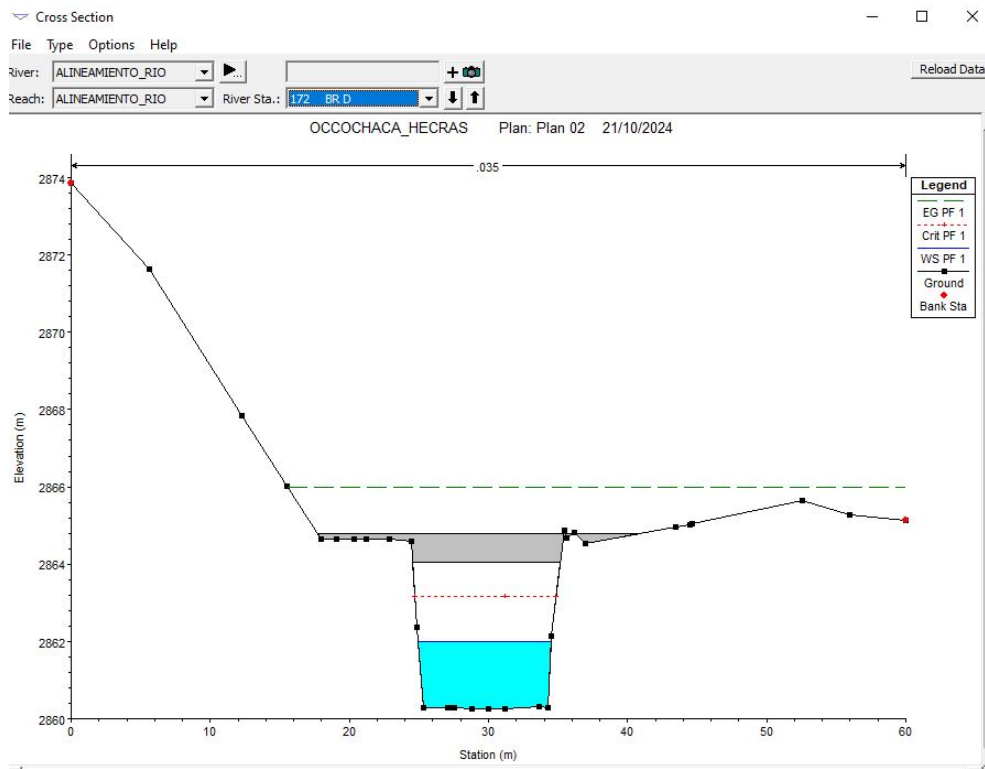 Cross Section
File Type Options Help
River: ALINEAMIENTO_RIO
Reload Data
Reach: ALINEAMIENTO_RIO River Sta.: 172 BR D
OCCOCHACA_HECRAS Plan: Plan 02 21/10/2024
.035
Legend
EG PF 1
Crit PF 1
WS PF 1
Ground
Bank Sta
2874
2872
2870
2868
2866
2864
2862
2860
Elevation (m)
0 10 20 30 40 50 60
Station (m)